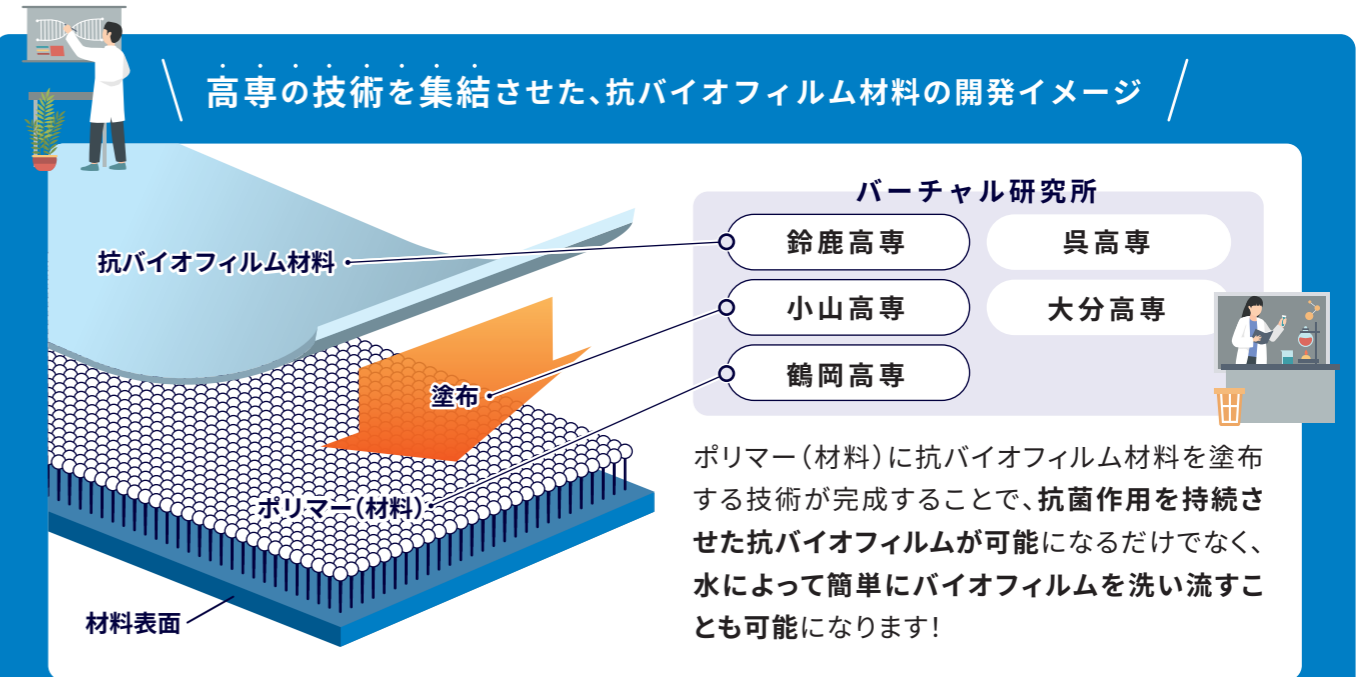 高専の技術を集結させた、抗バイオフィルム材料の開発イメージ
抗バイオフィルム材料
塗布
ポリマー（材料）
材料表面
バーチャル研究所
鈴鹿高専
呉高専
小山高専
大分高専
鶴岡高専
ポリマー（材料）に抗バイオフィルム材料を塗布
する技術が完成することで、抗菌作用を持続さ
せた抗バイオフィルムが可能になるだけでなく、
水によって簡単にバイオフィルムを洗い流すこ
とも可能になります！